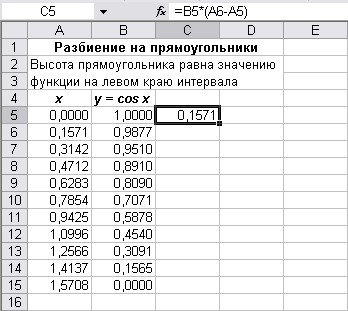 C5 fx =B5*(A6-A5)
A B C D E
1 Разбиение на прямоугольники
2 Высота прямоугольника равна значению
3 функции на левом краю интервала
4 x y = cos x
5 0,0000 1,0000 0,1571
6 0,1571 0,9877
7 0,3142 0,9510
8 0,4712 0,8910
9 0,6283 0,8090
10 0,7854 0,7071
11 0,9425 0,5878
12 1,0996 0,4540
13 1,2566 0,3091
14 1,4137 0,1565
15 1,5708 0,0000
16